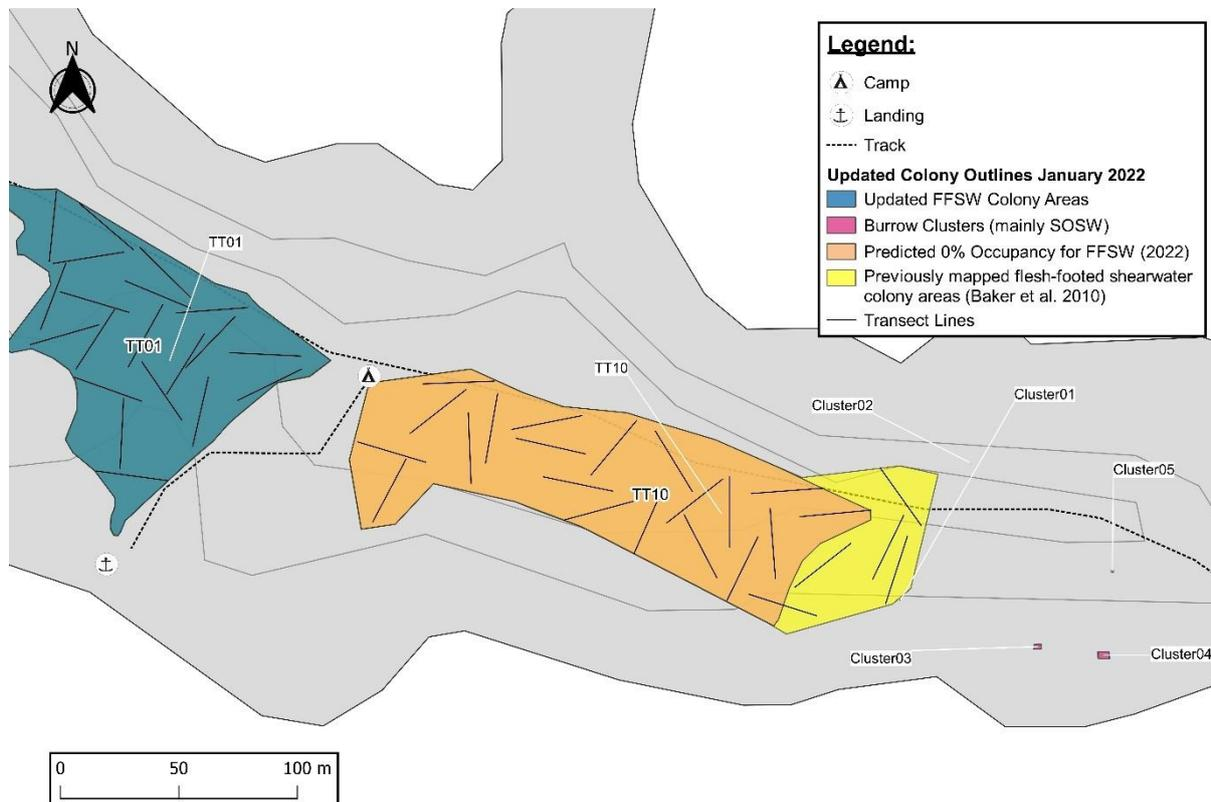 N
Legend:
Camp
Landing
Track
Updated Colony Outlines January 2022
Updated FFSW Colony Areas
Burrow Clusters (mainly SOSW)
Predicted 0% Occupancy for FFSW (2022)
Previously mapped flesh-footed shearwater
colony areas (Baker et al. 2010)
Transect Lines
TT01
TT01
TT10
TT10
Cluster02
Cluster01
Cluster05
Cluster03
Cluster04
0 50 100 m